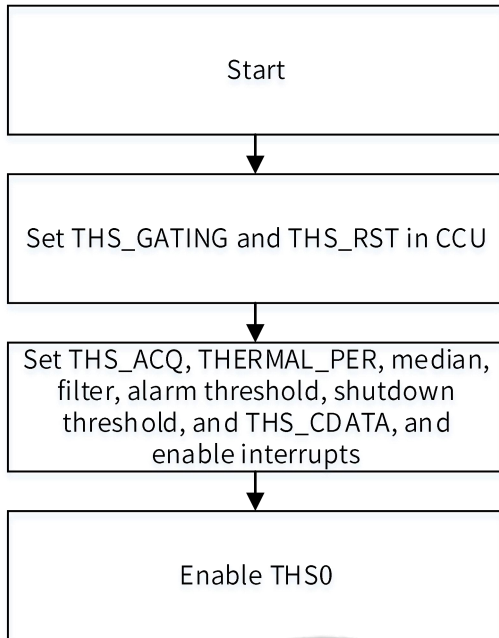 Start
Set THS_GATING and THS_RST in CCU
Set THS_ACQ, THERMAL_PER, median,
filter, alarm threshold, shutdown
threshold, and THS_CDATA, and
enable interrupts
Enable THS0